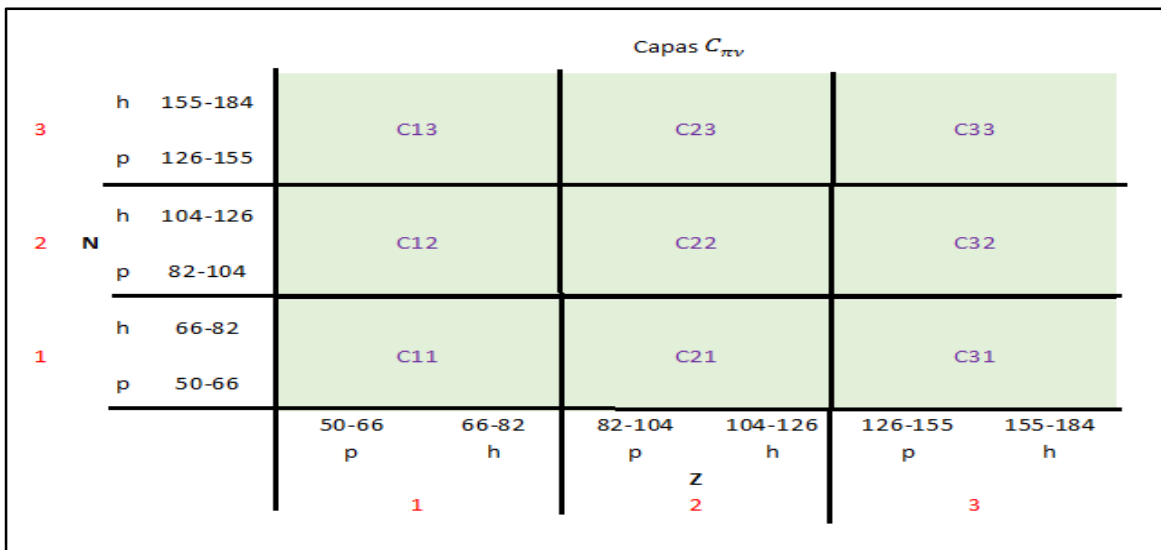 Capas C_{πν}
h 155-184
3 C13 C23 C33
p 126-155
h 104-126
2 N C12 C22 C32
p 82-104
h 66-82
1 C11 C21 C31
p 50-66
50-66 66-82 82-104 104-126 126-155 155-184
p h p h p h
Z
1 2 3